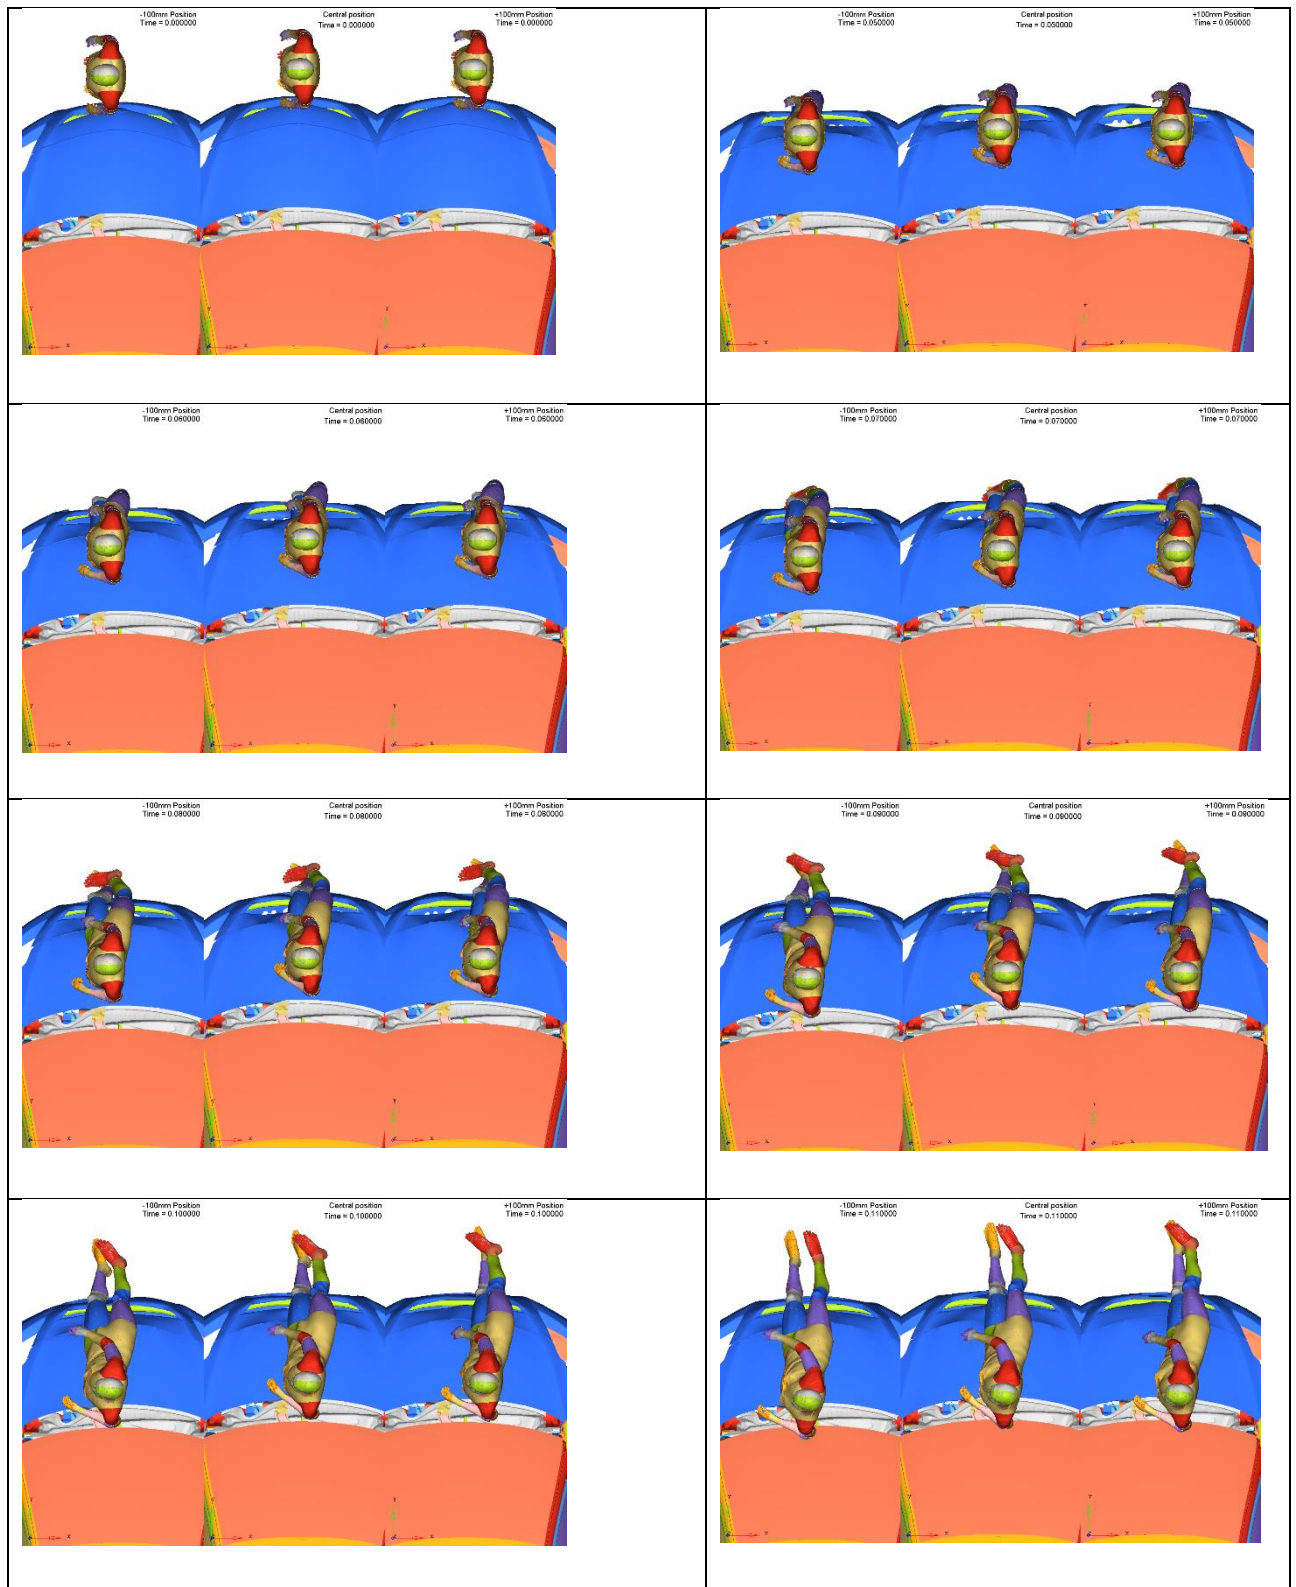 -100mm Position Central position +100mm Position
Time = 0.000000 Time = 0.000000 Time = 0.000000
-100mm Position Central position +100mm Position
Time = 0.050000 Time = 0.050000 Time = 0.050000
-100mm Position Central position +100mm Position
Time = 0.060000 Time = 0.060000 Time = 0.060000
-100mm Position Central position +100mm Position
Time = 0.070000 Time = 0.070000 Time = 0.070000
-100mm Position Central position +100mm Position
Time = 0.080000 Time = 0.080000 Time = 0.080000
-100mm Position Central position +100mm Position
Time = 0.090000 Time = 0.090000 Time = 0.090000
-100mm Position Central position +100mm Position
Time = 0.100000 Time = 0.100000 Time = 0.100000
-100mm Position Central position +100mm Position
Time = 0.110000 Time = 0.110000 Time = 0.110000